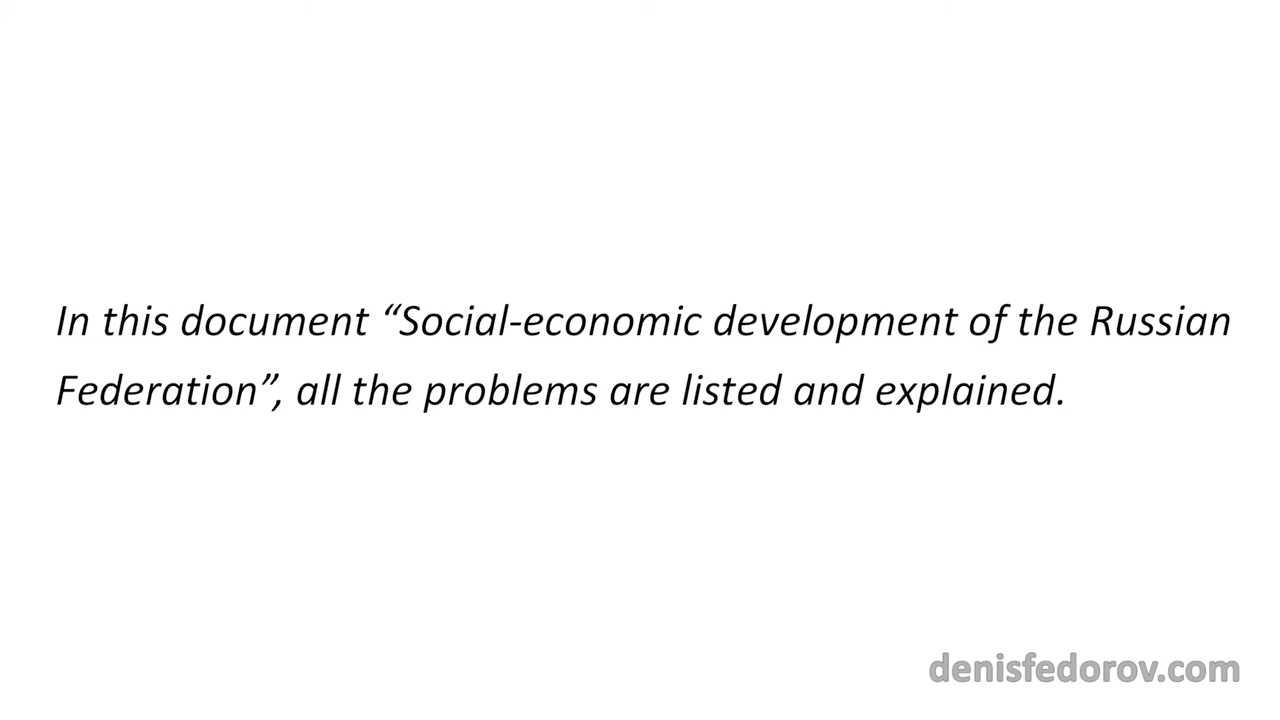 In this document “Social-economic development of the Russian
Federation”, all the problems are listed and explained.
denisfedorov.com